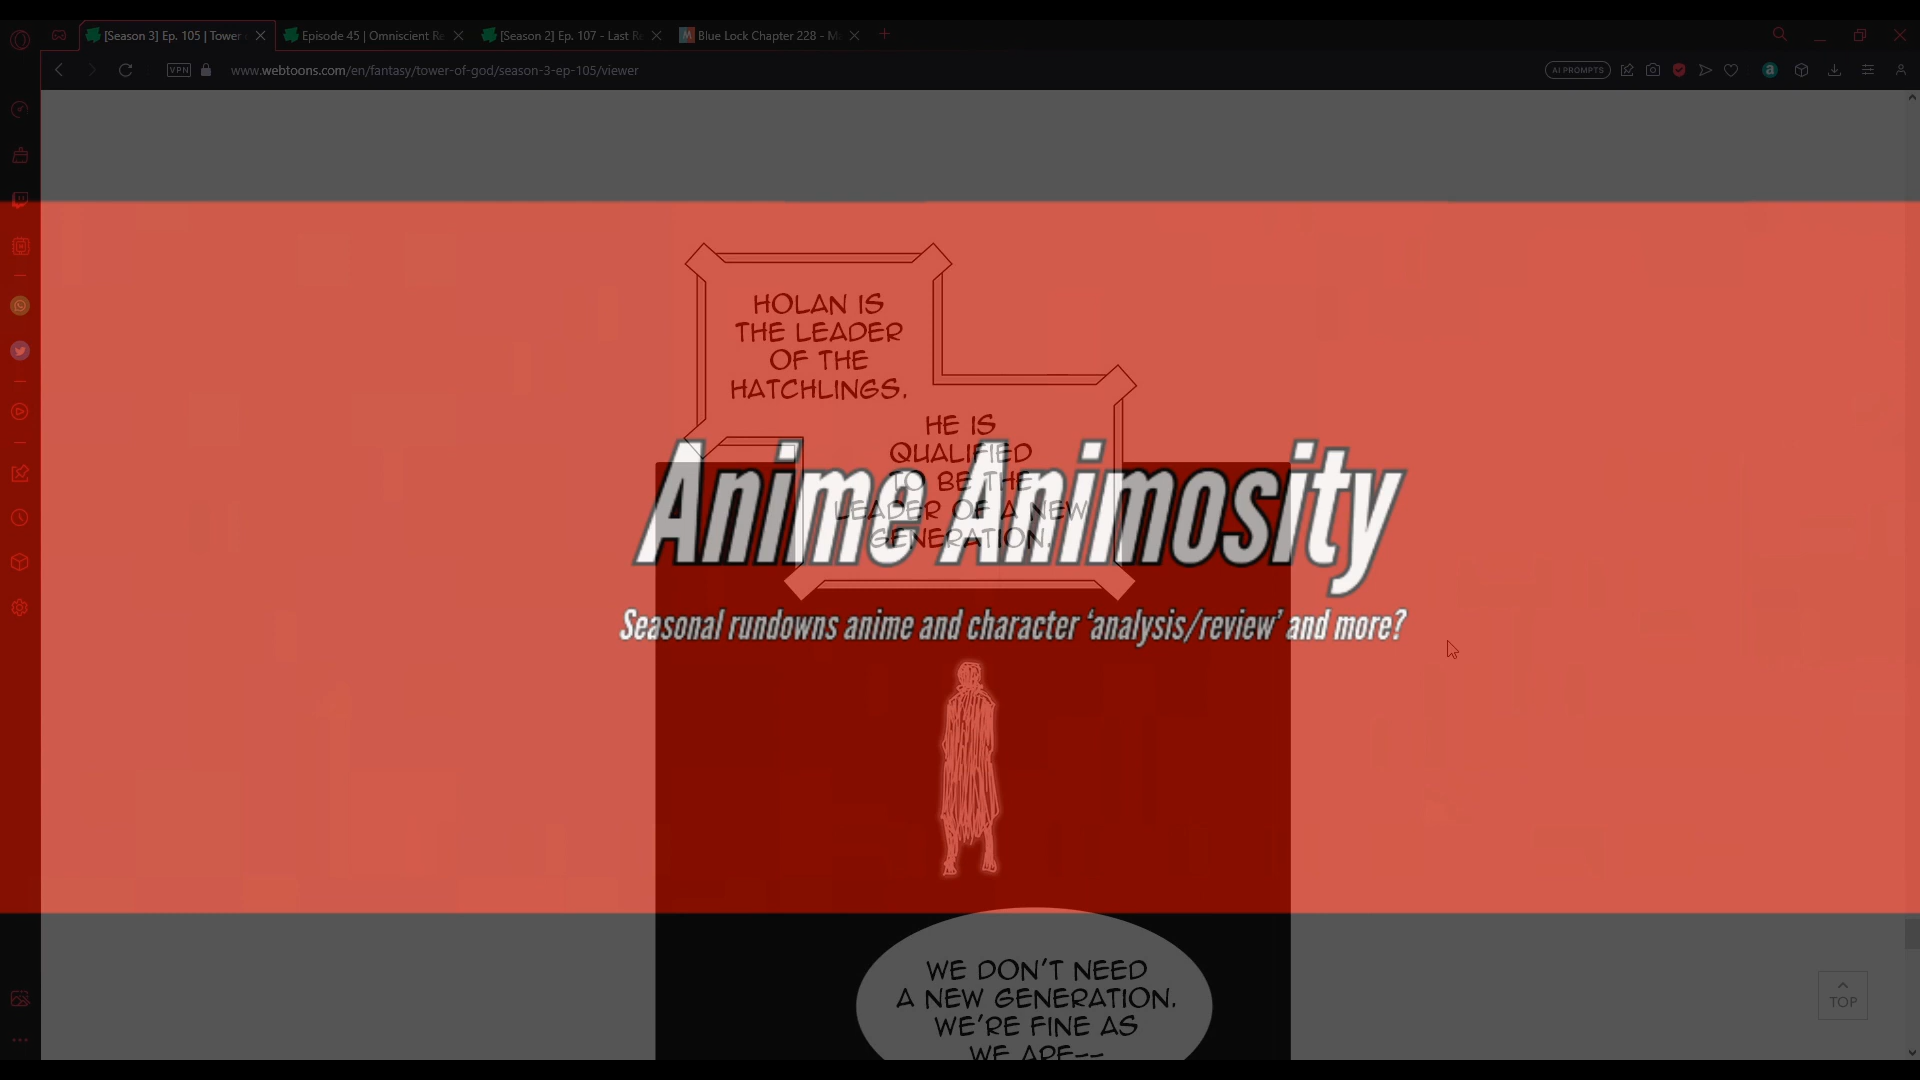 [Season 3] Ep. 105 | Tower
Episode 45 | Omniscient Re
[Season 2] Ep. 107 - Last R
Blue Lock Chapter 228 - M
VPN
www.webtoons.com/en/fantasy/tower-of-god/season-3-ep-105/viewer
AI PROMPTS
HOLAN IS
THE LEADER
OF THE
HATCHLINGS.
HE IS
QUALIFIED
TO BE THE
LEADER OF A NEW
GENERATION.
Anime Animosity
Seasonal rundowns anime and character 'analysis/review' and more?
WE DON'T NEED
A NEW GENERATION.
WE'RE FINE AS
WE ARE--
TOP